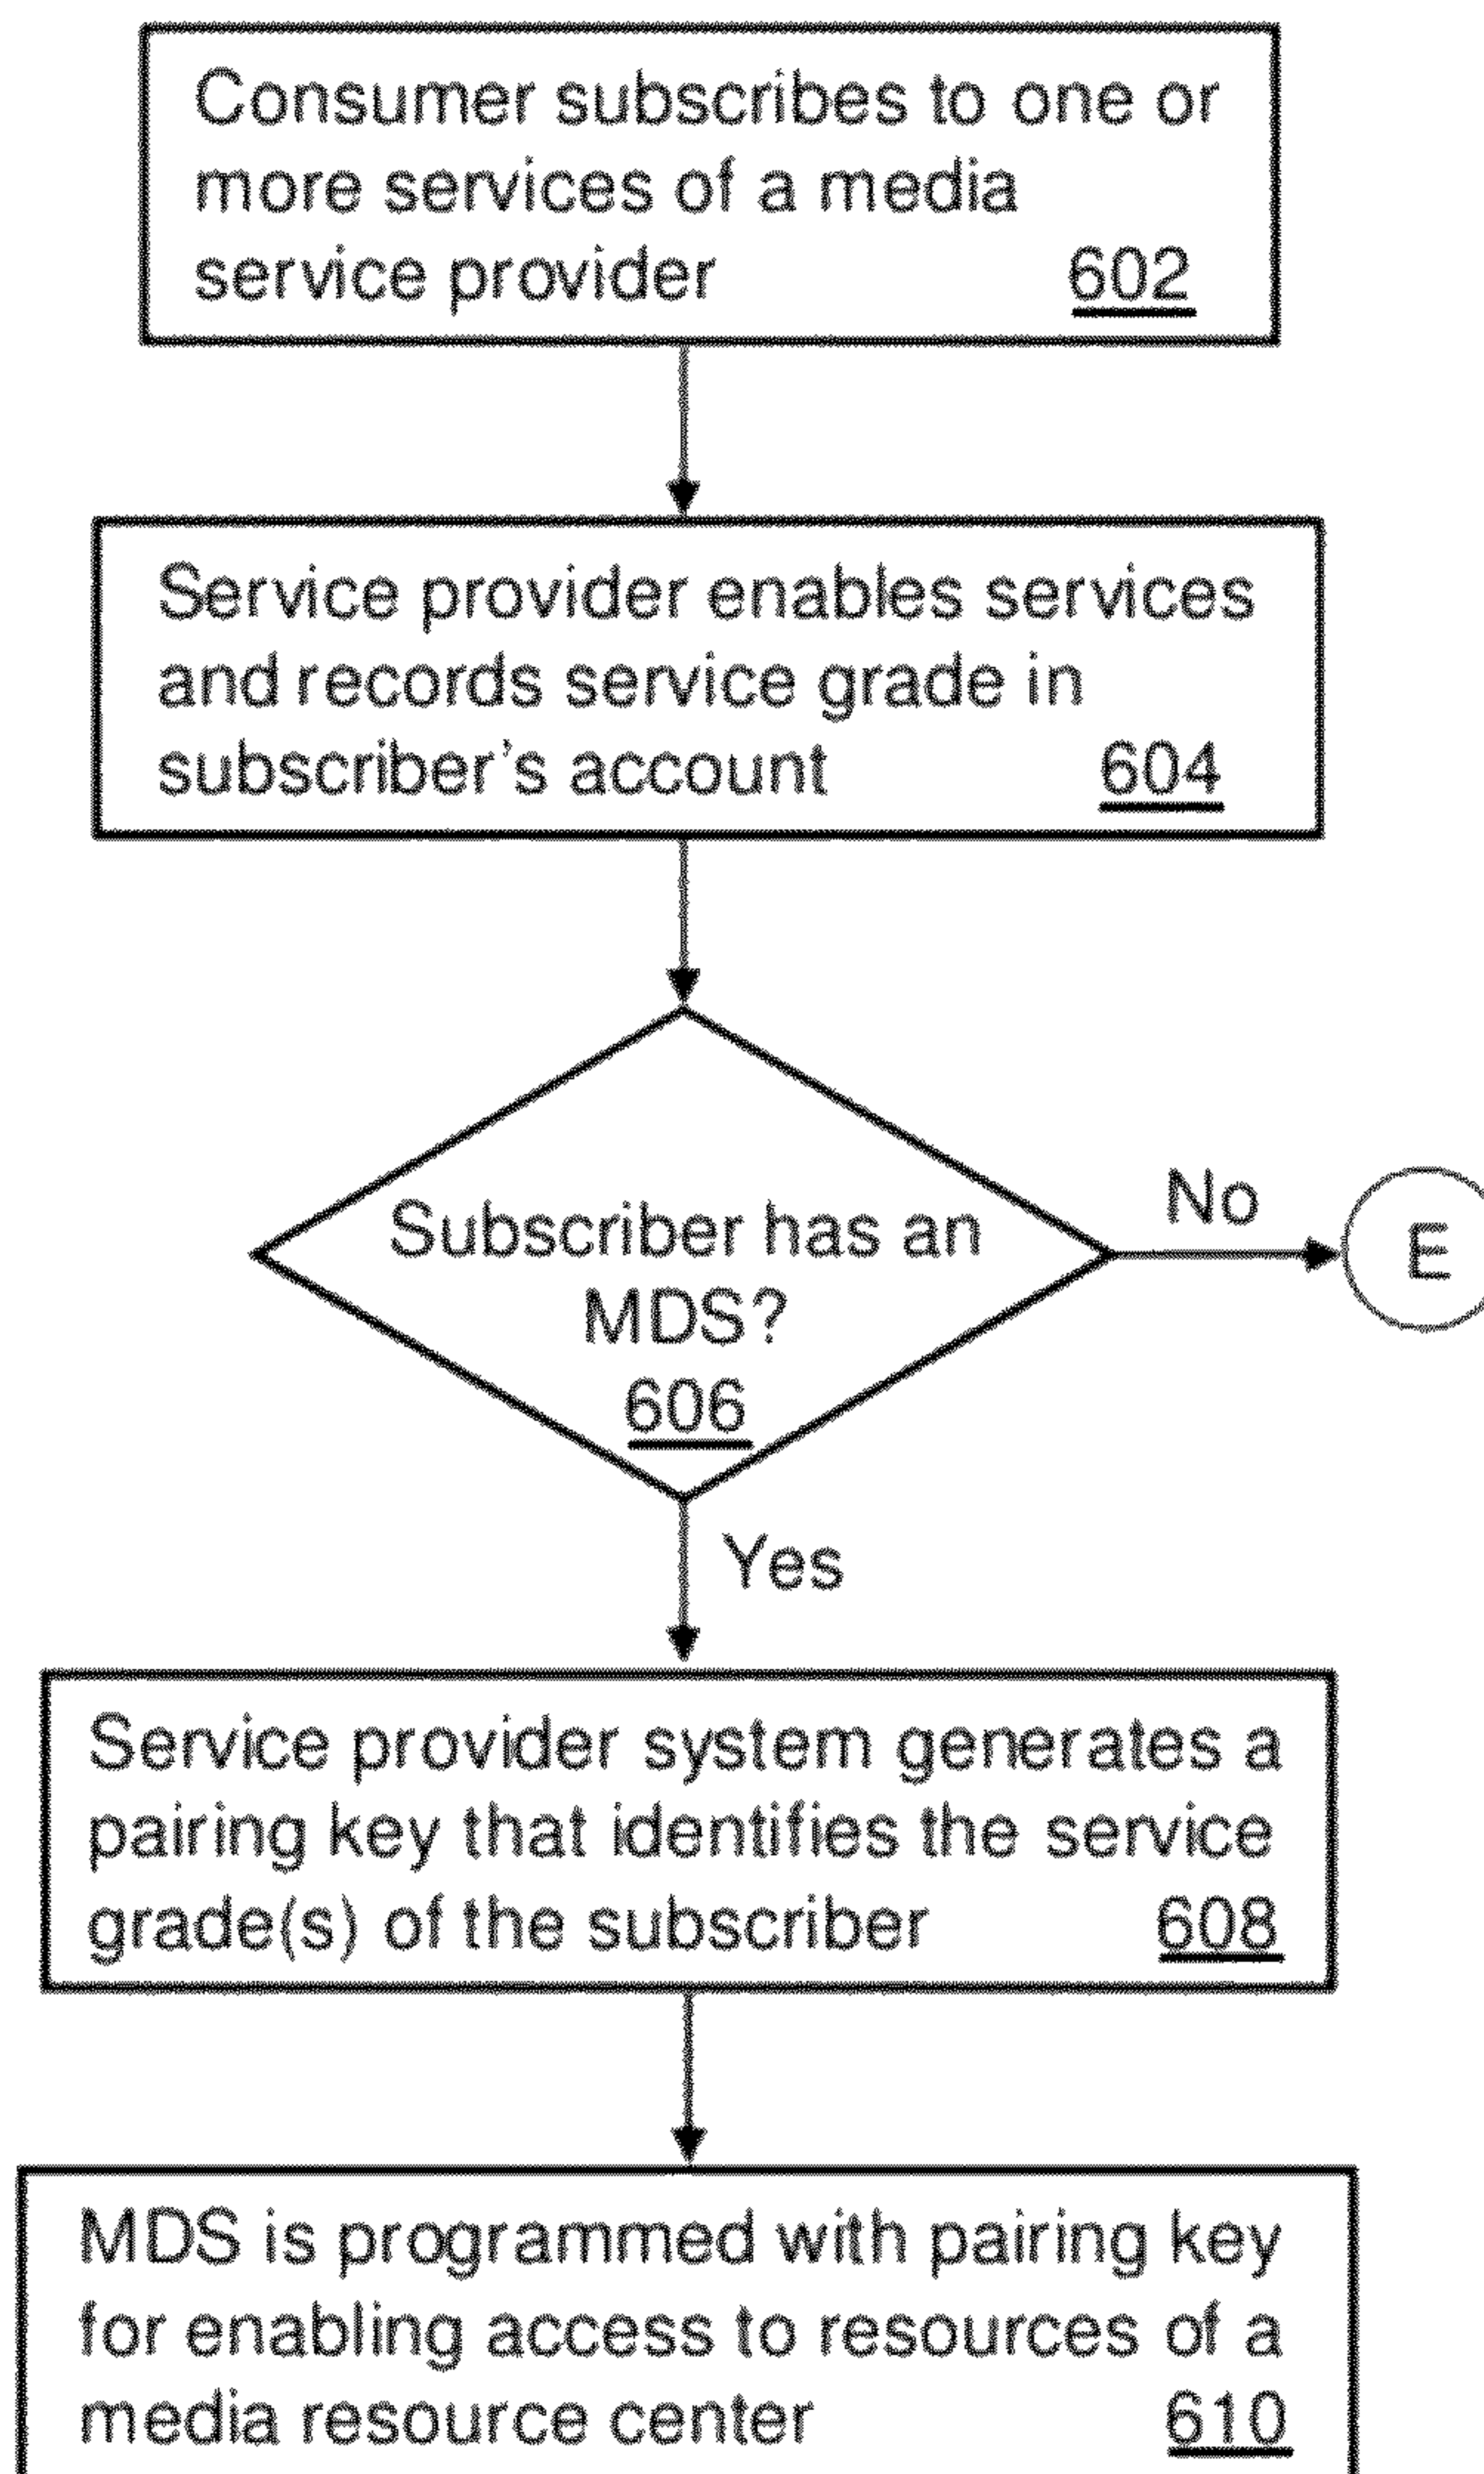 Consumer subscribes to one or
more services of a media
service provider 602
Service provider enables services
and records service grade in
subscriber's account 604
Subscriber has an
MDS?
606
No
E
Yes
Service provider system generates a
pairing key that identifies the service
grade(s) of the subscriber 608
MDS is programmed with pairing key
for enabling access to resources of a
media resource center 610